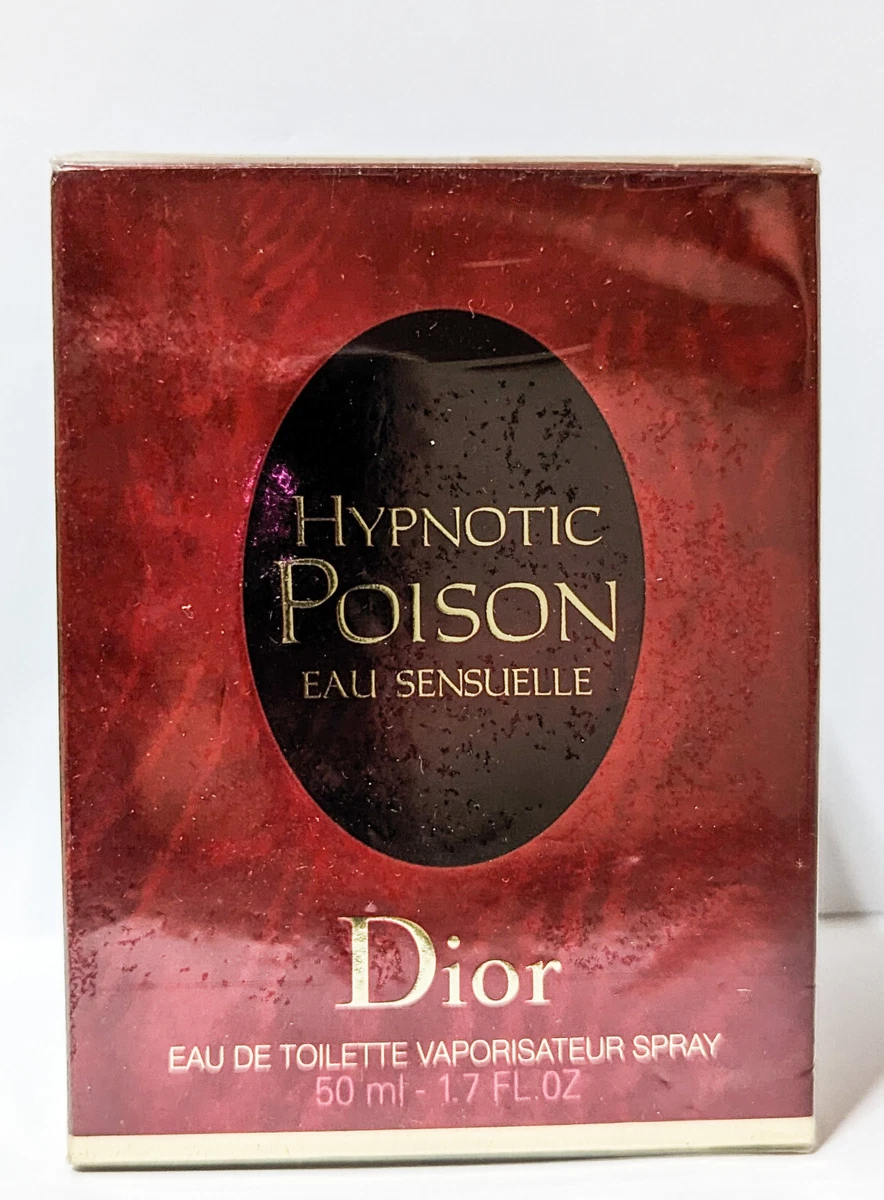 HYPNOTIC
POISON
EAU SENSUELLE
Dior
EAU DE TOILETTE VAPORISATEUR SPRAY
50 ml - 1.7 FL.OZ